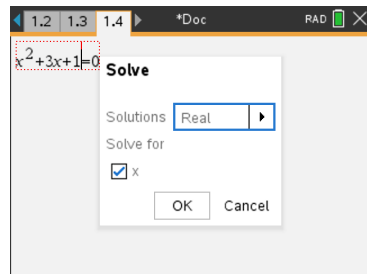 1.2 1.3 1.4 *Doc RAD
x²+3x+1=0
Solve
Solutions Real
Solve for
x
OK Cancel